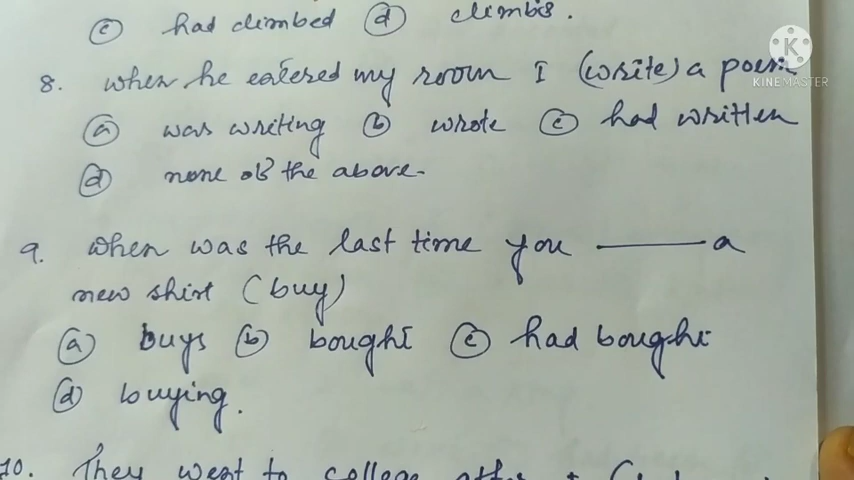 (c) had climbed (d) climbs.
8. when he entered my room I (write) a poem
(a) was writing (b) wrote (c) had written
(d) none of the above.
9. when was the last time you ——— a
new shirt (buy)
(a) buys (b) bought (c) had bought
(d) buying.
10. They went to college after
KINEMASTER